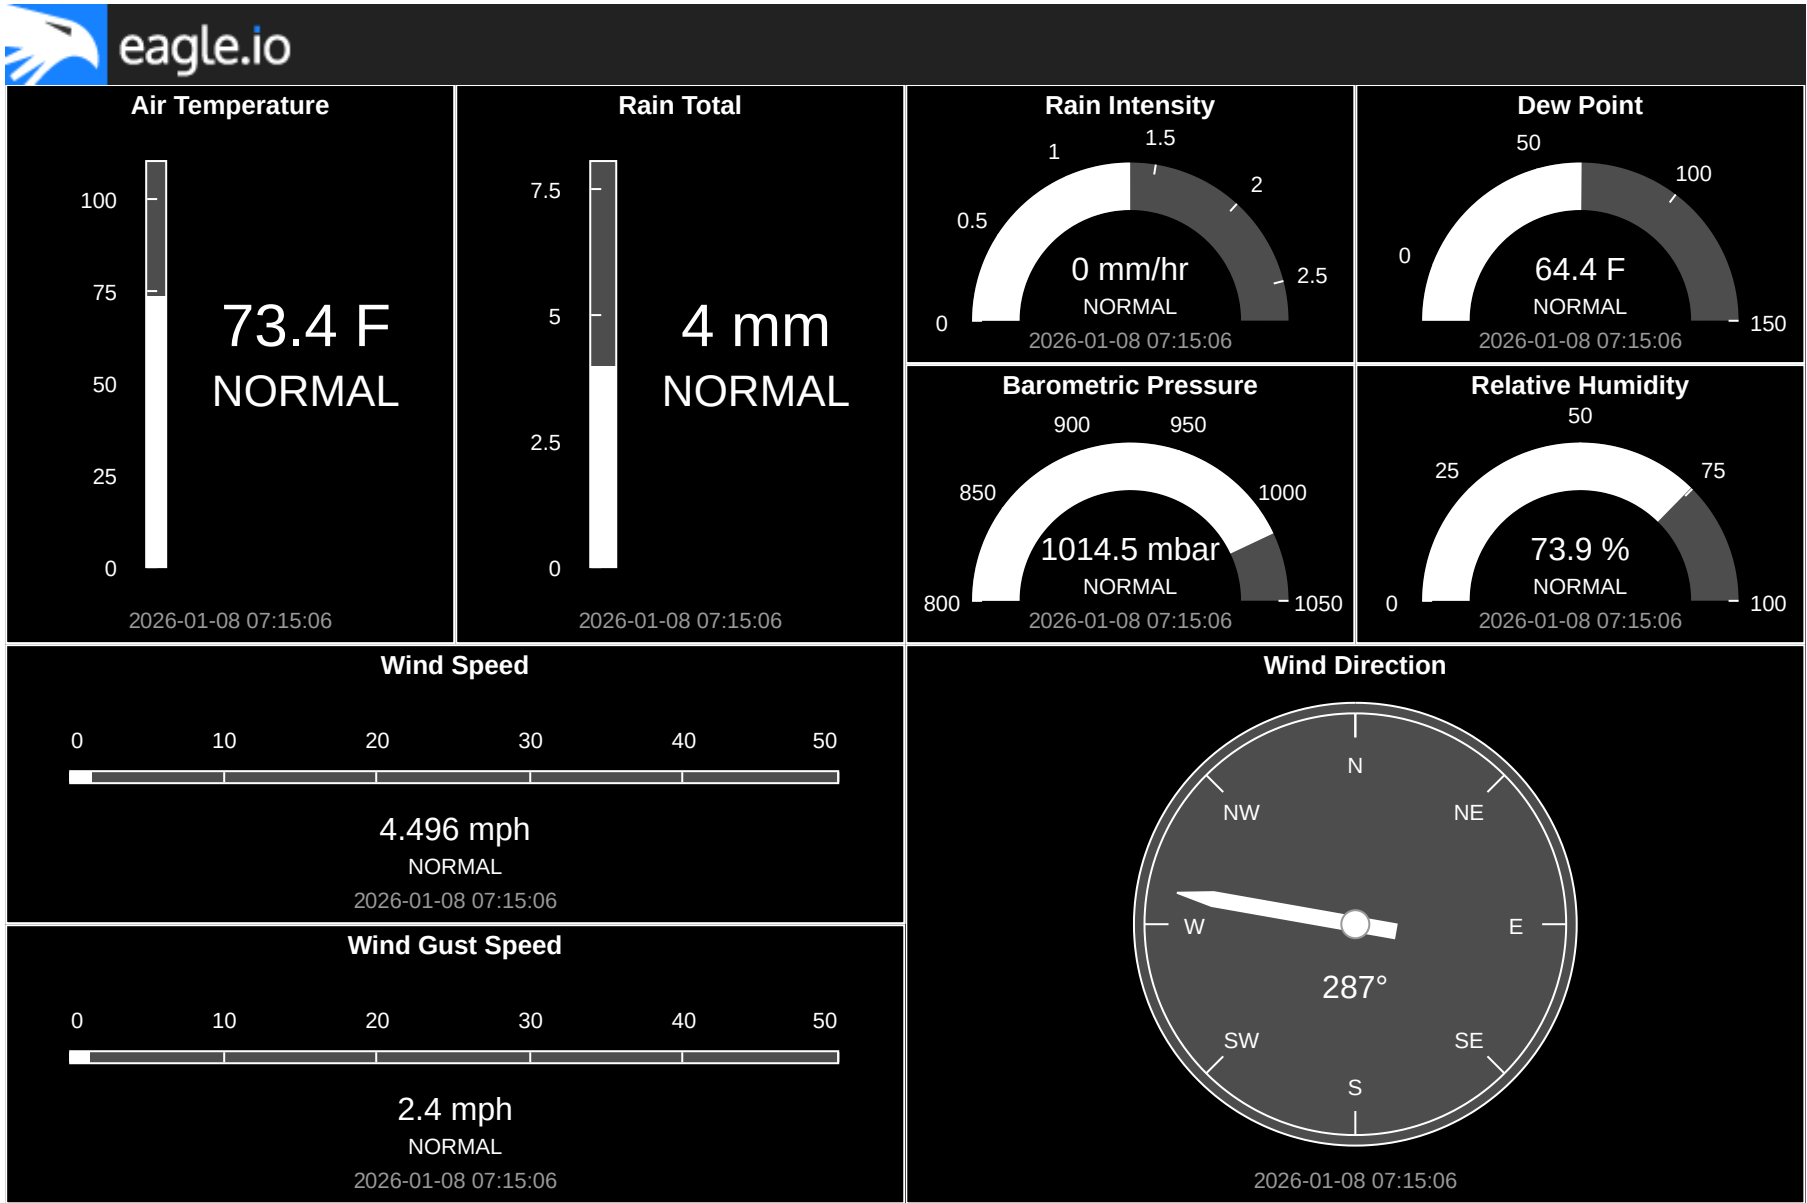 eagle.io
Air Temperature
100
75
50
25
0
73.4 F
NORMAL
2026-01-08 07:15:06
Rain Total
7.5
5
2.5
0
4 mm
NORMAL
2026-01-08 07:15:06
Rain Intensity
0
0.5
1
1.5
2
2.5
0 mm/hr
NORMAL
2026-01-08 07:15:06
Dew Point
0
50
100
150
64.4 F
NORMAL
2026-01-08 07:15:06
Barometric Pressure
800
850
900
950
1000
1050
1014.5 mbar
NORMAL
2026-01-08 07:15:06
Relative Humidity
0
25
50
75
100
73.9 %
NORMAL
2026-01-08 07:15:06
Wind Speed
0 10 20 30 40 50
4.496 mph
NORMAL
2026-01-08 07:15:06
Wind Gust Speed
0 10 20 30 40 50
2.4 mph
NORMAL
2026-01-08 07:15:06
Wind Direction
N
NW NE
W E
287°
SW SE
S
2026-01-08 07:15:06